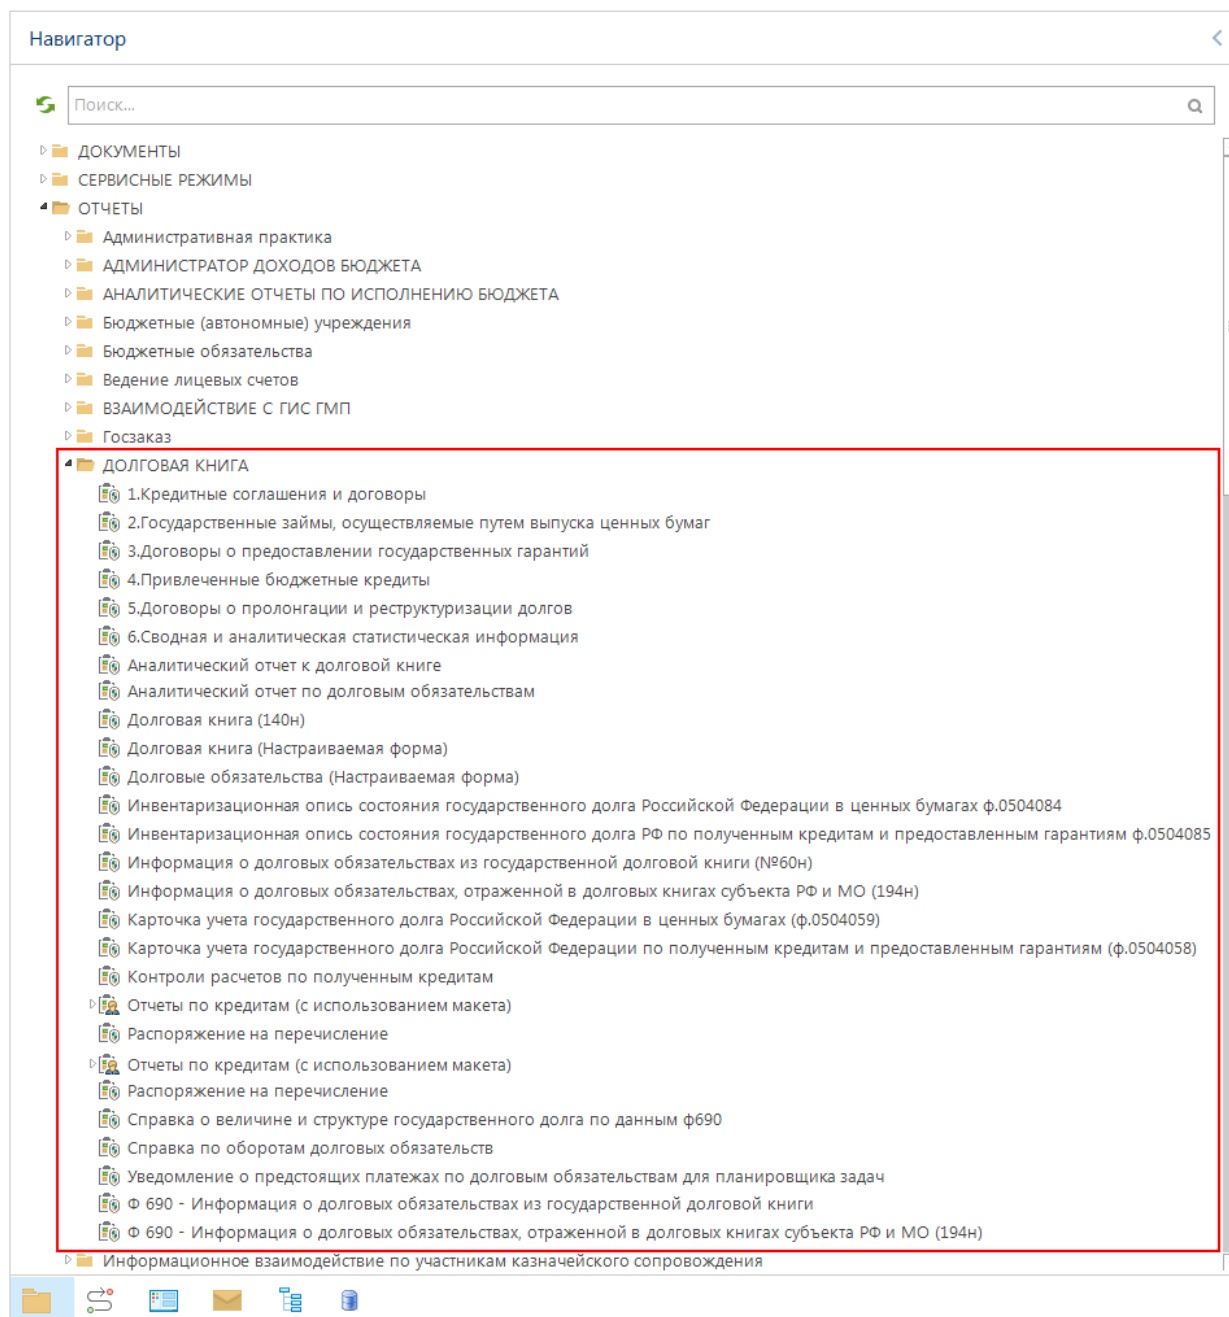 Навигатор
Поиск...
ДОКУМЕНТЫ
СЕРВИСНЫЕ РЕЖИМЫ
ОТЧЕТЫ
Административная практика
АДМИНИСТРАТОР ДОХОДОВ БЮДЖЕТА
АНАЛИТИЧЕСКИЕ ОТЧЕТЫ ПО ИСПОЛНЕНИЮ БЮДЖЕТА
Бюджетные (автономные) учреждения
Бюджетные обязательства
Ведение лицевых счетов
ВЗАИМОДЕЙСТВИЕ С ГИС ГМП
Госзаказ
ДОЛГОВАЯ КНИГА
1.Кредитные соглашения и договоры
2.Государственные займы, осуществляемые путем выпуска ценных бумаг
3.Договоры о предоставлении государственных гарантий
4.Привлеченные бюджетные кредиты
5.Договоры о пролонгации и реструктуризации долгов
6.Сводная и аналитическая статистическая информация
Аналитический отчет к долговой книге
Аналитический отчет по долговым обязательствам
Долговая книга (140н)
Долговая книга (Настраиваемая форма)
Долговые обязательства (Настраиваемая форма)
Инвентаризационная опись состояния государственного долга Российской Федерации в ценных бумагах ф.0504084
Инвентаризационная опись состояния государственного долга РФ по полученным кредитам и предоставленным гарантиям ф.0504085
Информация о долговых обязательствах из государственной долговой книги (№60н)
Информация о долговых обязательствах, отраженной в долговых книгах субъекта РФ и МО (194н)
Карточка учета государственного долга Российской Федерации в ценных бумагах (ф.0504059)
Карточка учета государственного долга Российской Федерации по полученным кредитам и предоставленным гарантиям (ф.0504058)
Контроли расчетов по полученным кредитам
Отчеты по кредитам (с использованием макета)
Распоряжение на перечисление
Отчеты по кредитам (с использованием макета)
Распоряжение на перечисление
Справка о величине и структуре государственного долга по данным ф690
Справка по оборотам долговых обязательств
Уведомление о предстоящих платежах по долговым обязательствам для планировщика задач
Ф 690 - Информация о долговых обязательствах из государственной долговой книги
Ф 690 - Информация о долговых обязательствах, отраженной в долговых книгах субъекта РФ и МО (194н)
Информационное взаимодействие по участникам казначейского сопровождения